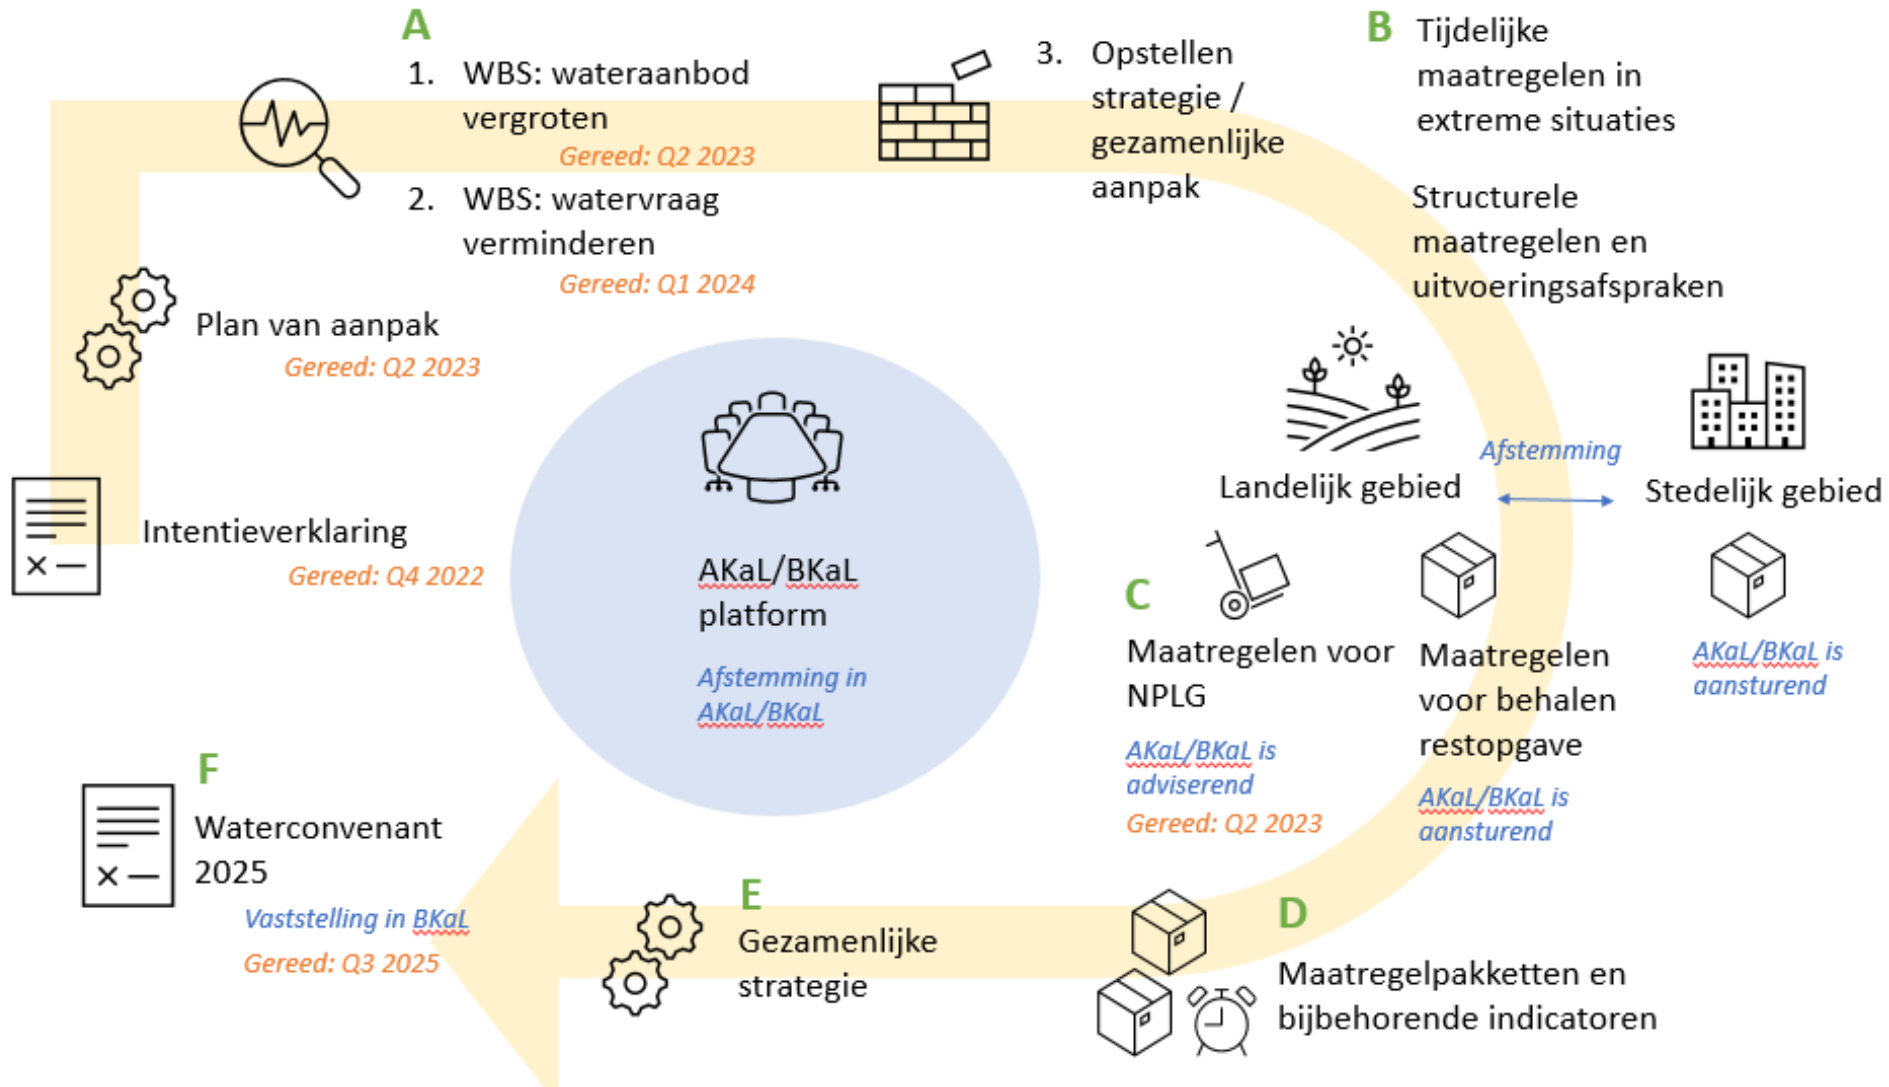 A
1. WBS: wateraanbod
vergroten
Gereed: Q2 2023
2. WBS: watervraag
verminderen
Gereed: Q1 2024
3. Opstellen
strategie /
gezamenlijke
aanpak
B Tijdelijke
maatregelen in
extreme situaties
Structurele
maatregelen en
uitvoeringsafspraken
Plan van aanpak
Gereed: Q2 2023
Intentieverklaring
Gereed: Q4 2022
AKaL/BKaL
platform
Afstemming in
AKaL/BKaL
Landelijk gebied
Afstemming
Stedelijk gebied
C
Maatregelen voor
NPLG
AKaL/BKaL is
adviserend
Gereed: Q2 2023
Maatregelen
voor behalen
restopgave
AKaL/BKaL is
aansturend
AKaL/BKaL is
aansturend
D
Maatregelpakketten en
bijbehorende indicatoren
E
Gezamenlijke
strategie
F
Waterconvenant
2025
Vaststelling in BKaL
Gereed: Q3 2025